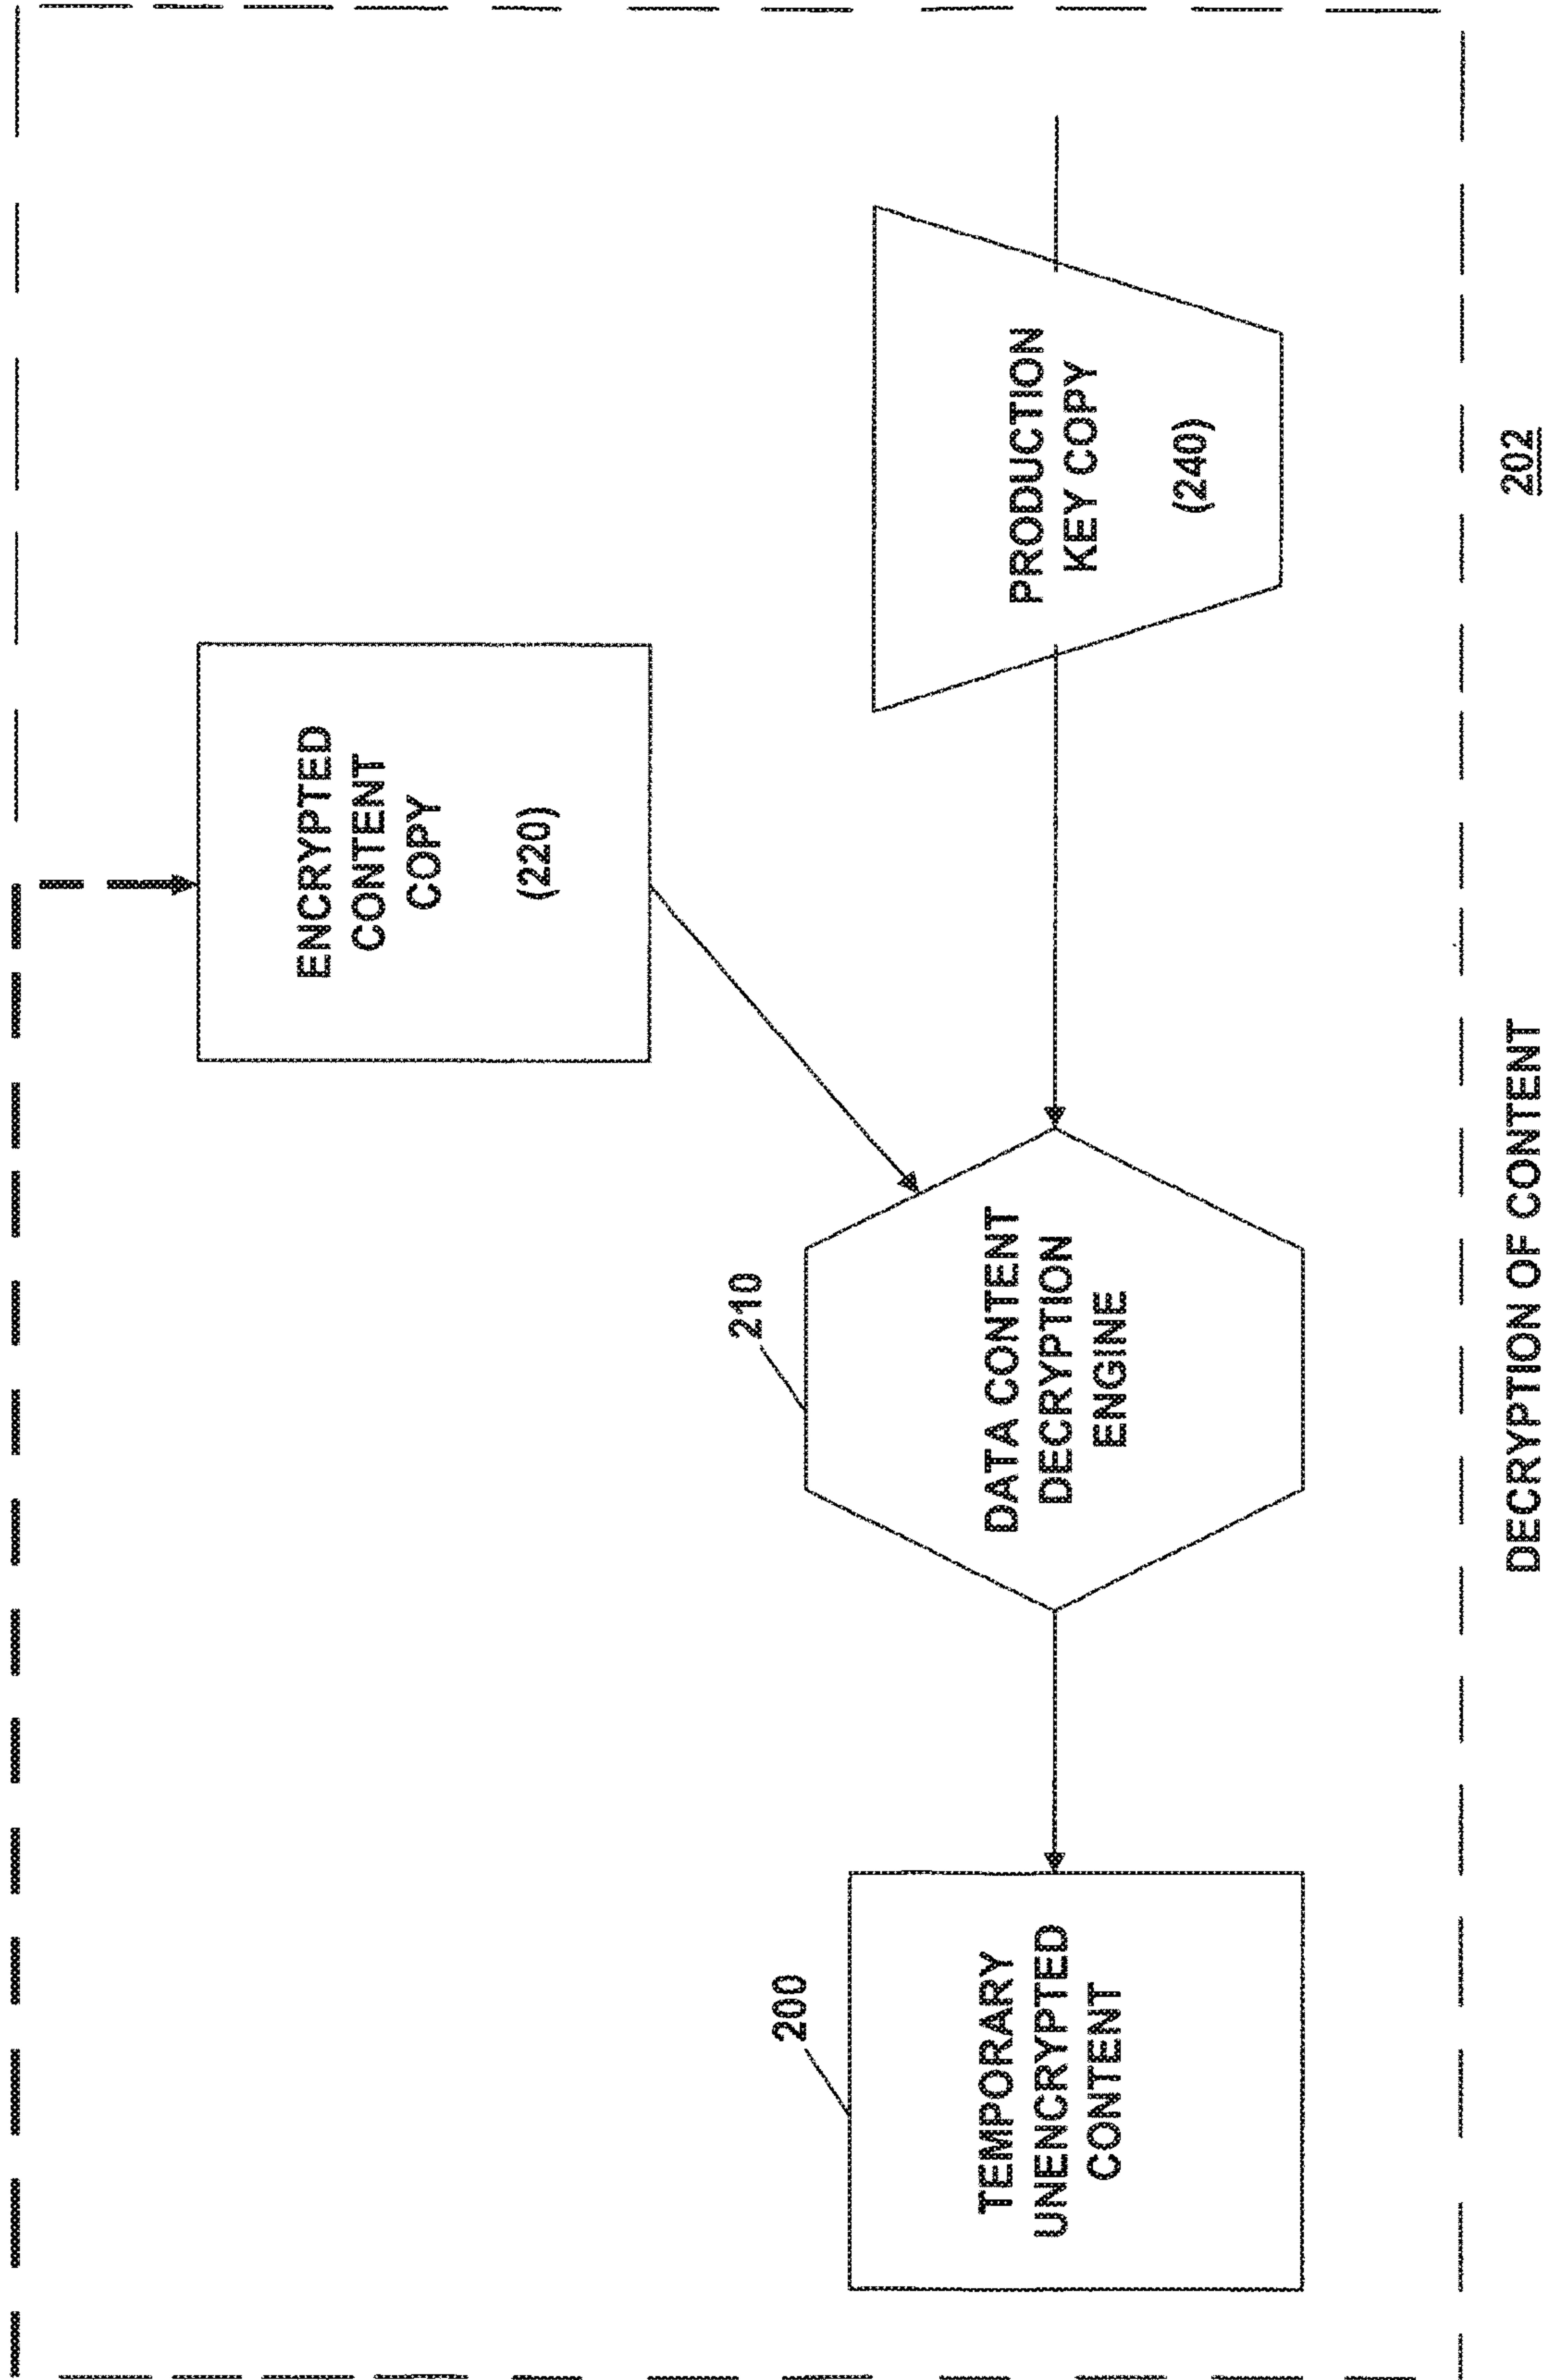 ENCRYPTED
CONTENT
COPY
(220)
200
TEMPORARY
UNENCRYPTED
CONTENT
210
DATA CONTENT
DECRYPTION
ENGINE
PRODUCTION
KEY COPY
(240)
DECRYPTION OF CONTENT
202